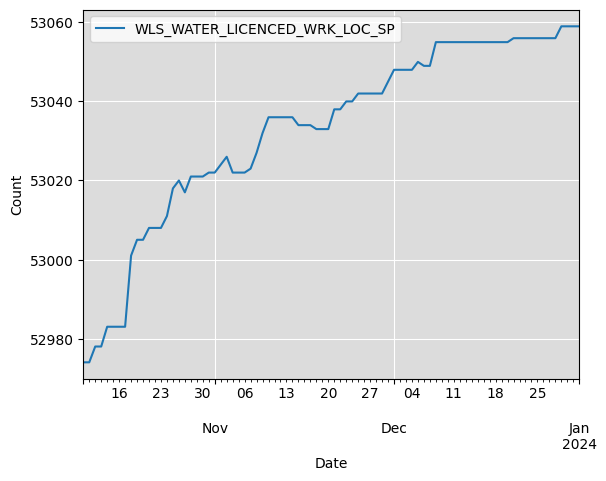 WLS_WATER_LICENCED_WRK_LOC_SP
53060
53040
53020
53000
52980
Count
16 23 30 06 13 20 27 04 11 18 25
Nov Dec Jan
2024
Date